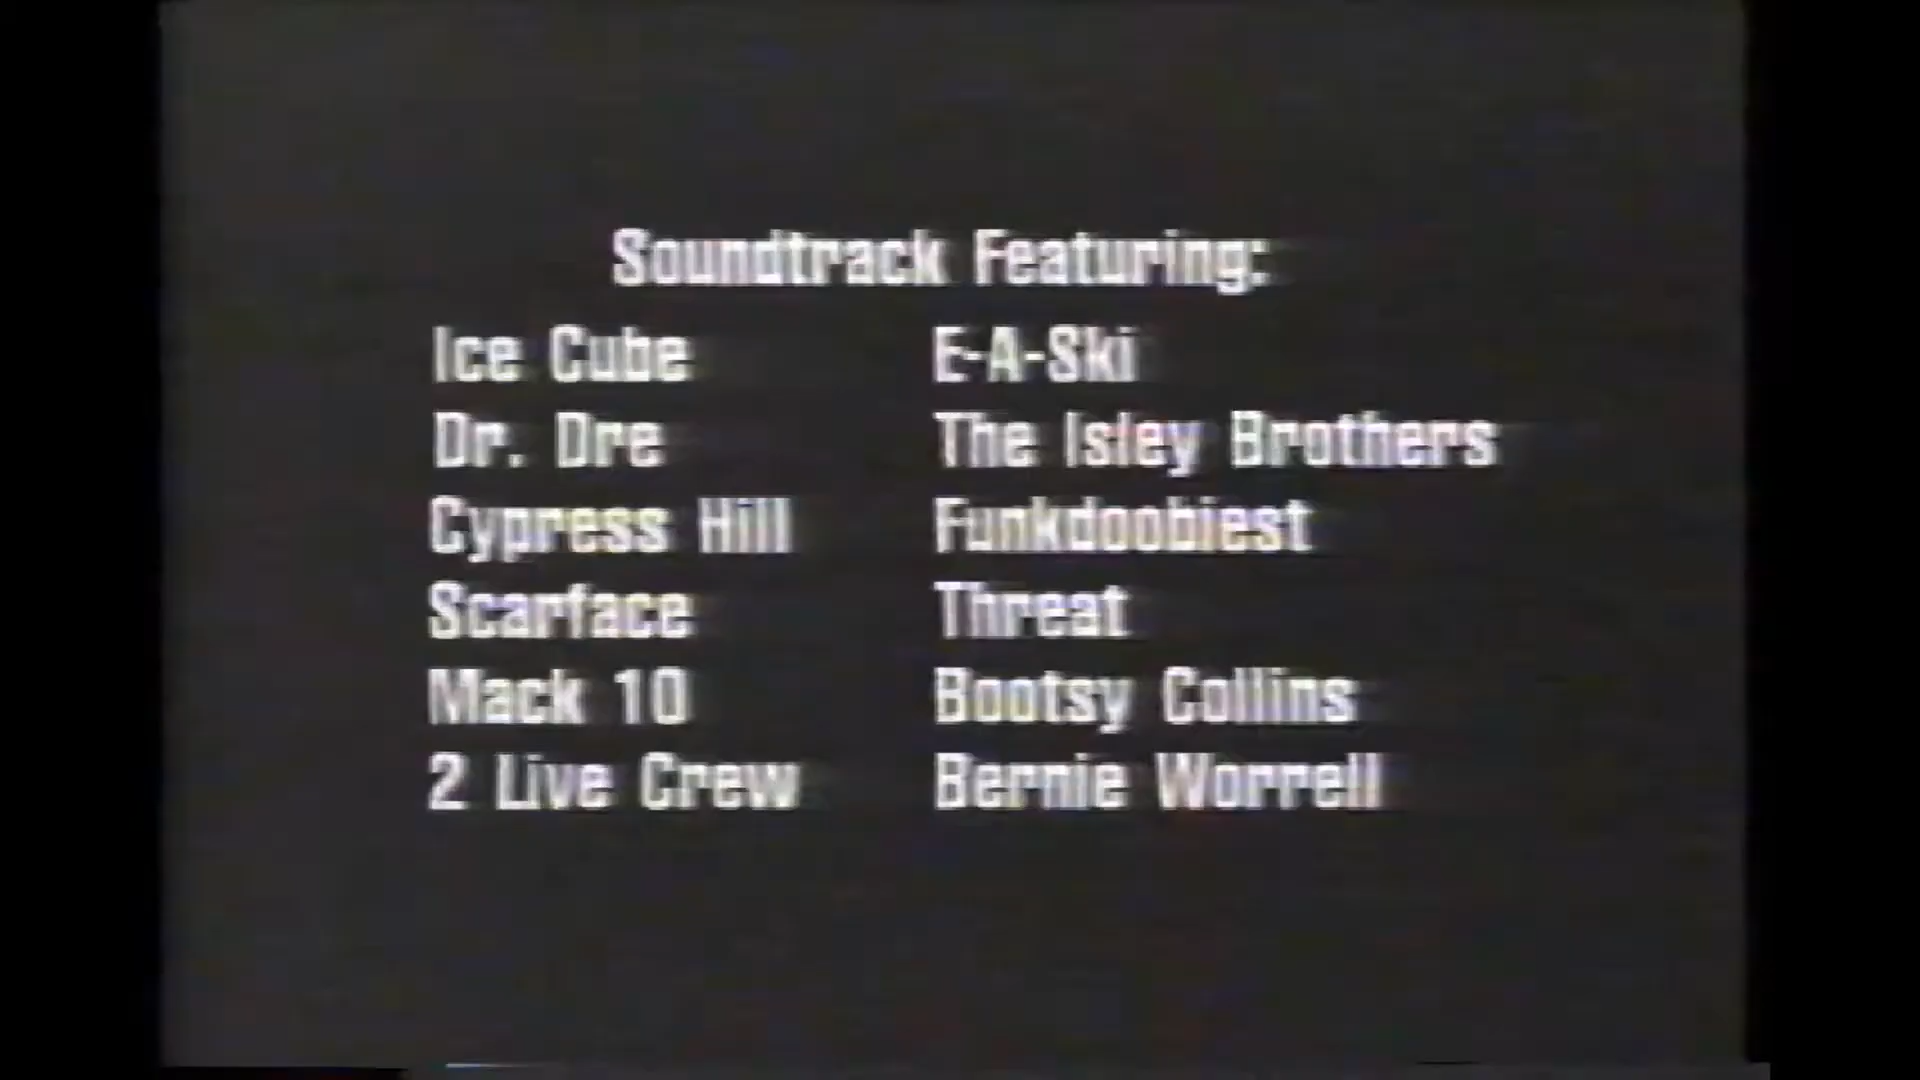 Soundtrack Featuring:
Ice Cube
Dr. Dre
Cypress Hill
Scarface
Mack 10
2 Live Crew
E-A-Ski
The Isley Brothers
Funkdoobiest
Threat
Bootsy Collins
Bernie Worrell